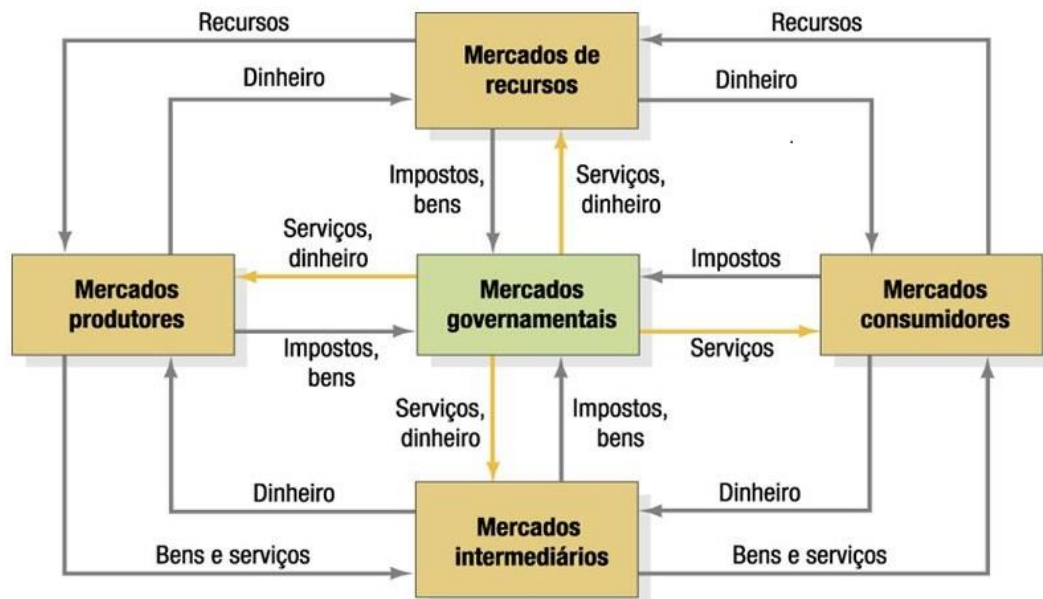 Recursos
Mercados de
recursos
Recursos
Dinheiro
Dinheiro
Impostos,
bens
Serviços,
dinheiro
Serviços,
dinheiro
Impostos
Mercados
produtores
Mercados
governamentais
Mercados
consumidores
Impostos,
bens
Serviços
Serviços,
dinheiro
Impostos,
bens
Dinheiro
Dinheiro
Mercados
intermediários
Bens e serviços
Bens e serviços